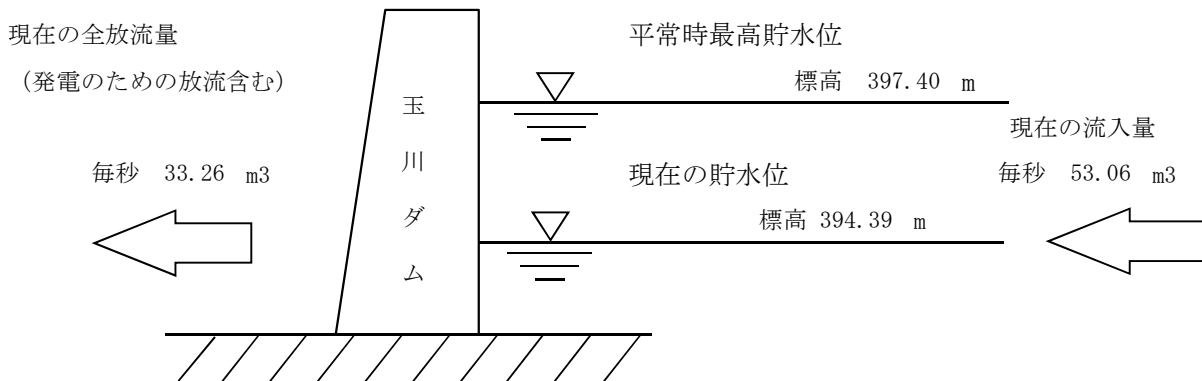 現在の全放流量
（発電のための放流含む）
毎秒　33.26　m3
玉川ダム
平常時最高貯水位
標高　397.40　m
現在の貯水位
標高 394.39　m
現在の流入量
毎秒　53.06　m3